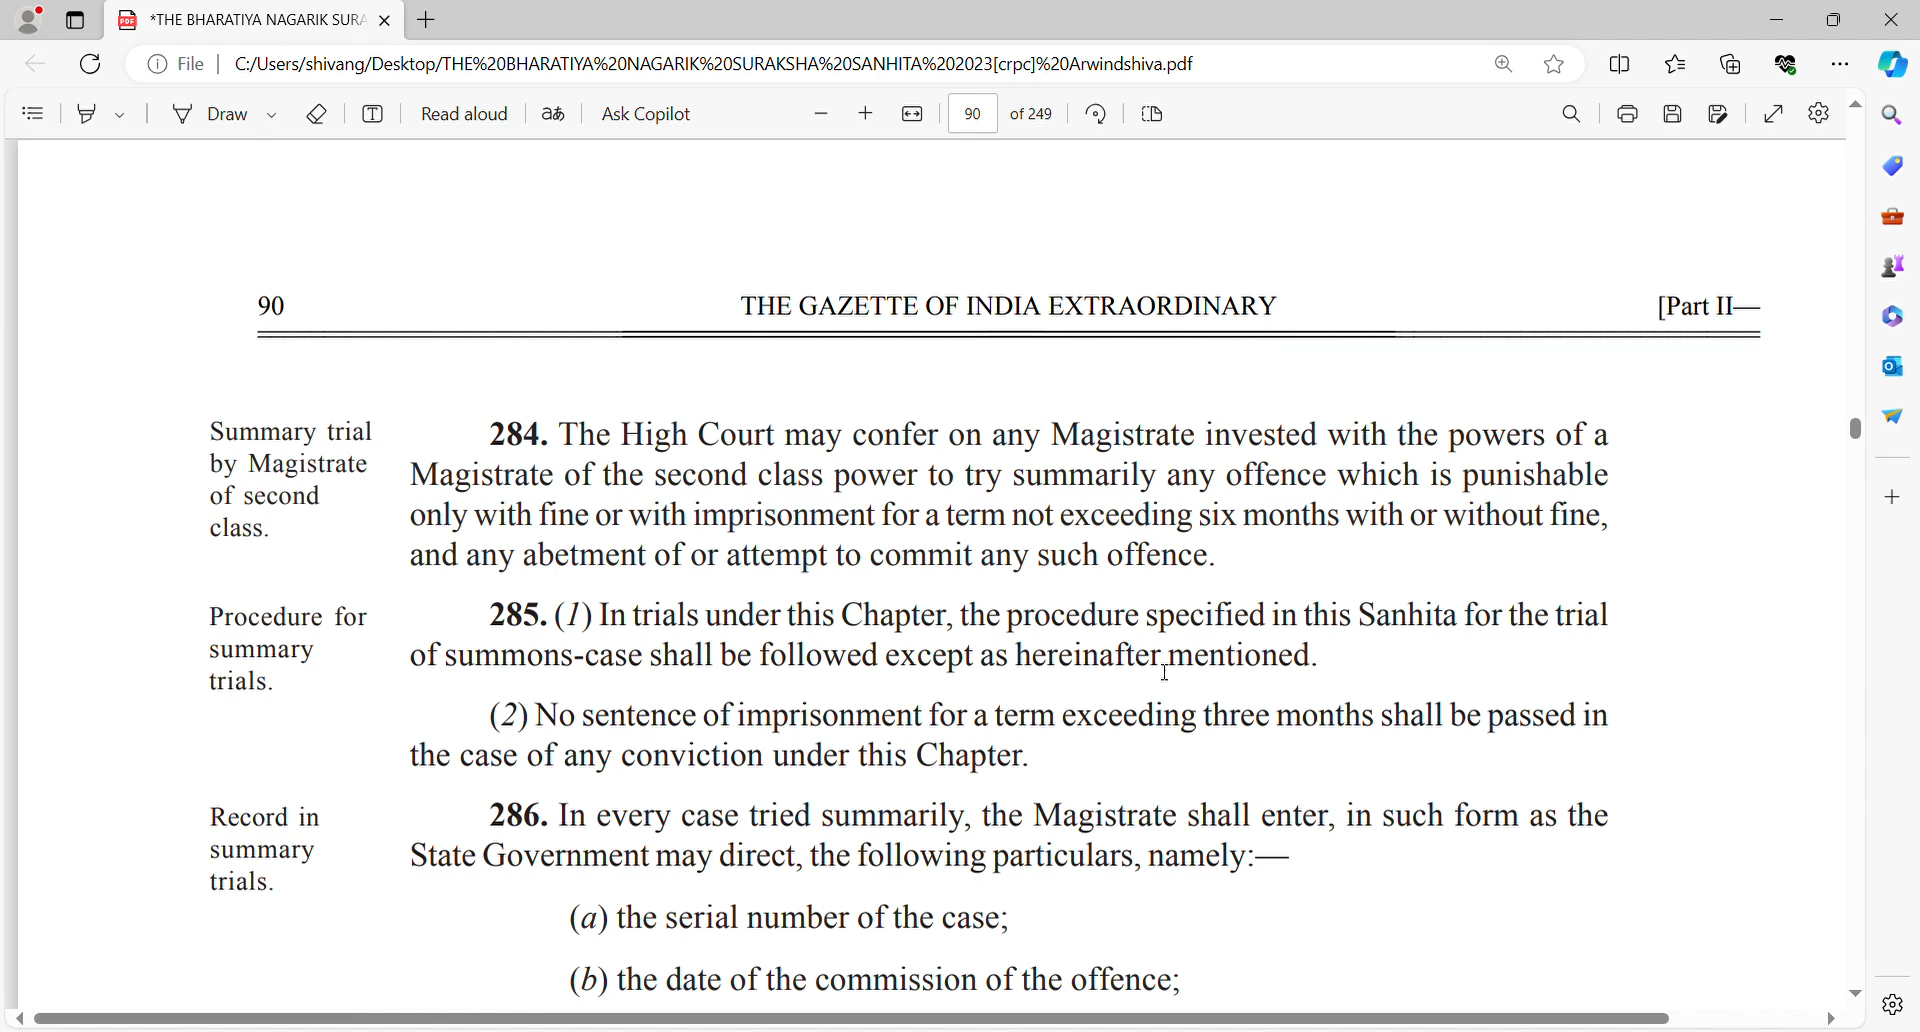 *THE BHARATIYA NAGARIK SURA
File
C:/Users/shivang/Desktop/THE%20BHARATIYA%20NAGARIK%20SURAKSHA%20SANHITA%202023[crpc]%20Arwindshiva.pdf
Draw
Read aloud
aあ
Ask Copilot
90
of 249
90
THE GAZETTE OF INDIA EXTRAORDINARY
[Part II—
Summary trial
by Magistrate
of second
class.
284. The High Court may confer on any Magistrate invested with the powers of a
Magistrate of the second class power to try summarily any offence which is punishable
only with fine or with imprisonment for a term not exceeding six months with or without fine,
and any abetment of or attempt to commit any such offence.
Procedure for
summary
trials.
285. (1) In trials under this Chapter, the procedure specified in this Sanhita for the trial
of summons-case shall be followed except as hereinafter mentioned.
(2) No sentence of imprisonment for a term exceeding three months shall be passed in
the case of any conviction under this Chapter.
Record in
summary
trials.
286. In every case tried summarily, the Magistrate shall enter, in such form as the
State Government may direct, the following particulars, namely:—
(a) the serial number of the case;
(b) the date of the commission of the offence;